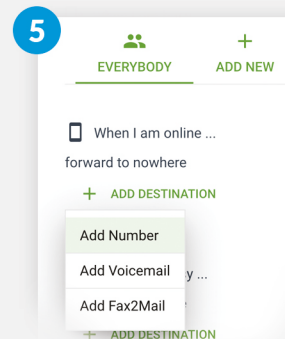 5
EVERYBODY
+ ADD NEW
When I am online ...
forward to nowhere
+ ADD DESTINATION
Add Number
Add Voicemail
Add Fax2Mail
+ ADD DESTINATION